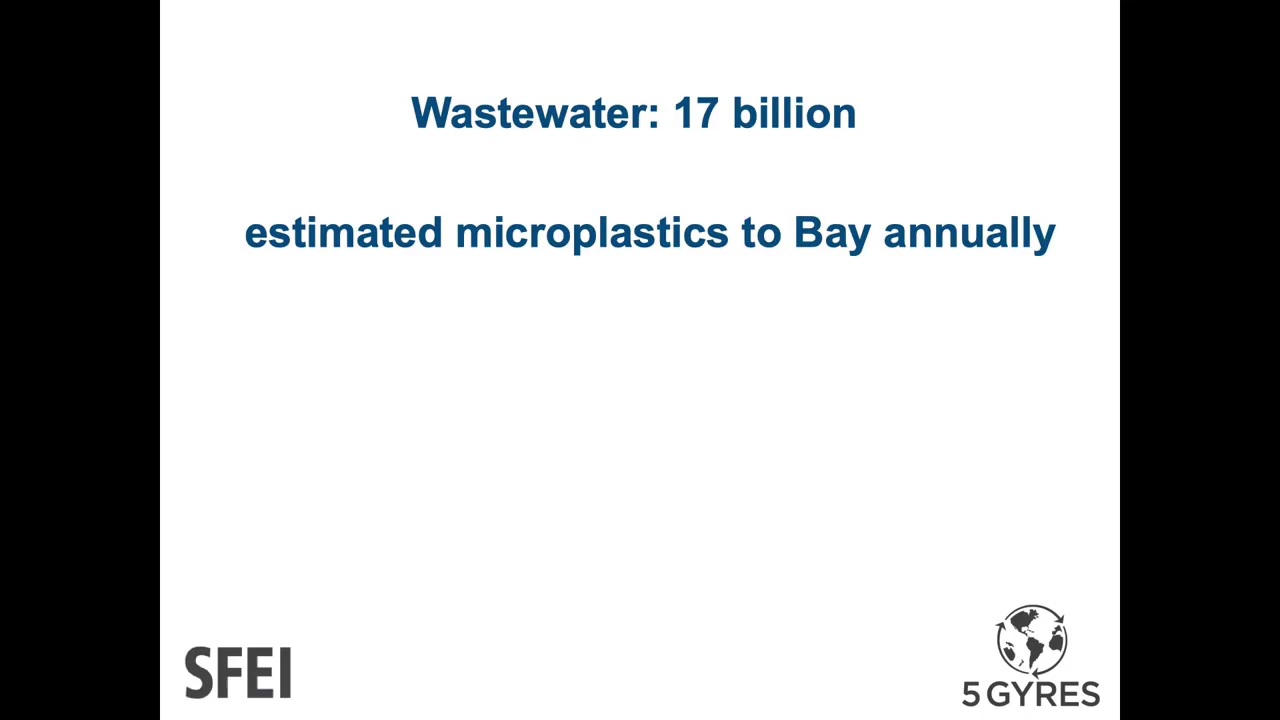 Wastewater: 17 billion
estimated microplastics to Bay annually
SFEI
5 GYRES